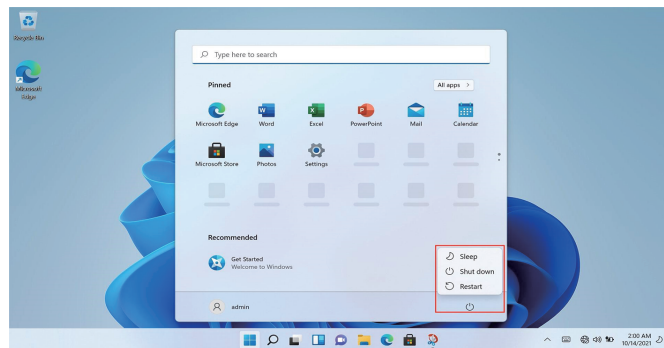 Recycle Bin
Microsoft
Edge
Type here to search
Pinned
All apps >
Microsoft Edge
Word
Excel
PowerPoint
Mail
Calendar
Microsoft Store
Photos
Settings
Recommended
Get Started
Welcome to Windows
Sleep
Shut down
Restart
admin
2:00 AM
10/14/2021